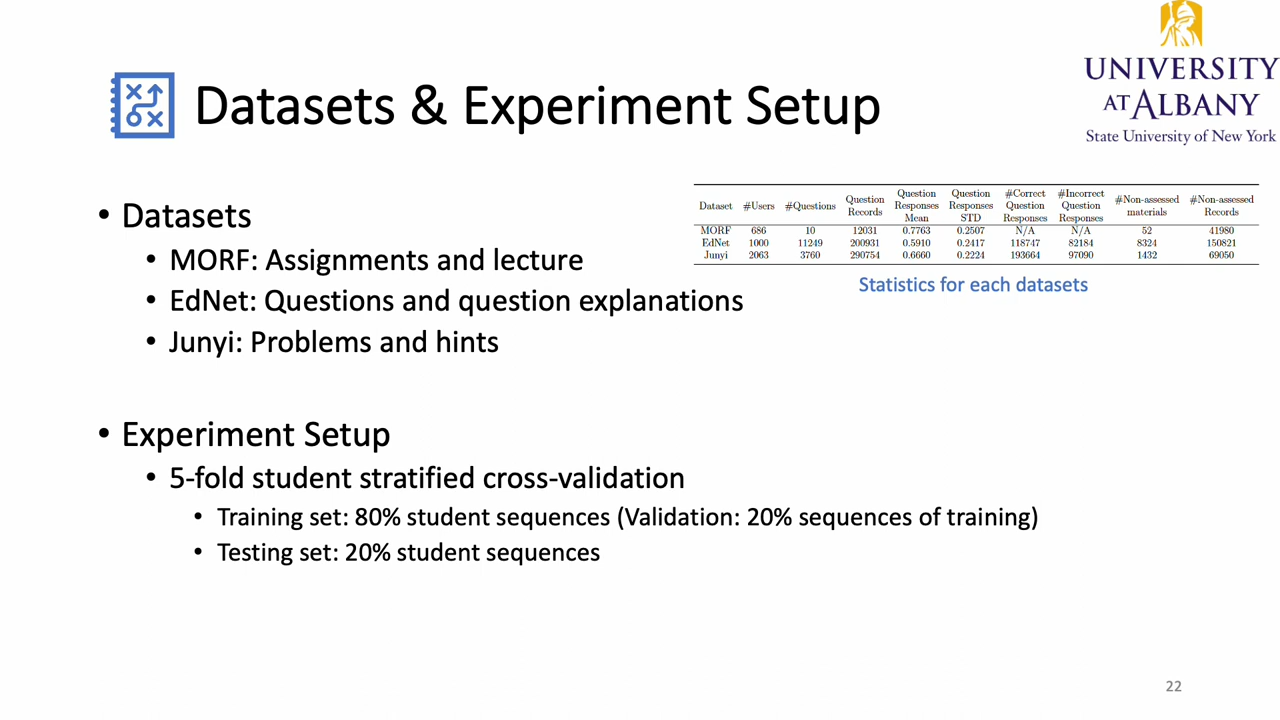 UNIVERSITY
AT ALBANY
State University of New York
Datasets & Experiment Setup
• Datasets
• MORF: Assignments and lecture
• EdNet: Questions and question explanations
• Junyi: Problems and hints
Dataset #Users #Questions Question Records Question Responses Mean Question Responses STD #Correct Question Responses #Incorrect Question Responses #Non-assessed materials #Non-assessed Records
MORF 686 10 12031 0.7763 0.2507 N/A N/A 52 41980
EdNet 1000 11249 200931 0.5910 0.2417 118747 82184 8324 150821
Junyi 2063 3760 290754 0.6660 0.2224 193664 97090 1432 69050
Statistics for each datasets
• Experiment Setup
• 5-fold student stratified cross-validation
• Training set: 80% student sequences (Validation: 20% sequences of training)
• Testing set: 20% student sequences
22